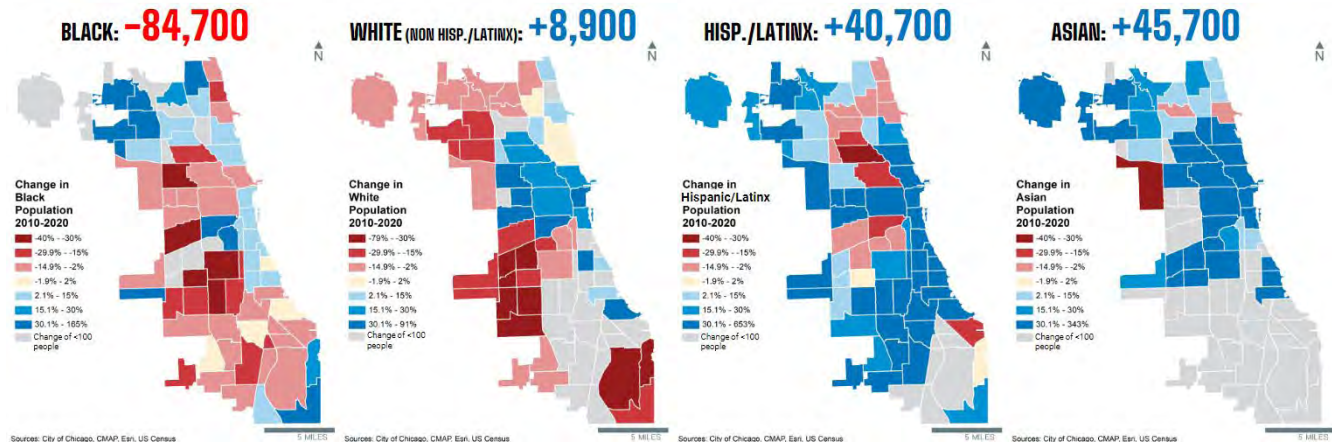 BLACK: -84,700
N
Change in
Black
Population
2010-2020
-40% - -30%
-29.9% - -15%
-14.9% - -2%
-1.9% - 2%
2.1% - 15%
15.1% - 30%
30.1% - 165%
Change of <100
people
Sources: City of Chicago, CMAP, Esri, US Census
5 MILES
WHITE (NON HISP./LATINX): +8,900
N
Change in
White
Population
2010-2020
-79% - -30%
-29.9% - -15%
-14.9% - -2%
-1.9% - 2%
2.1% - 15%
15.1% - 30%
30.1% - 91%
Change of <100
people
Sources: City of Chicago, CMAP, Esri, US Census
5 MILES
HISP./LATINX: +40,700
N
Change in
Hispanic/Latinx
Population
2010-2020
-40% - -30%
-29.9% - -15%
-14.9% - -2%
-1.9% - 2%
2.1% - 15%
15.1% - 30%
30.1% - 653%
Change of <100
people
Sources: City of Chicago, CMAP, Esri, US Census
5 MILES
ASIAN: +45,700
N
Change in
Asian
Population
2010-2020
-40% - -30%
-29.9% - -15%
-14.9% - -2%
-1.9% - 2%
2.1% - 15%
15.1% - 30%
30.1% - 343%
Change of <100
people
Sources: City of Chicago, CMAP, Esri, US Census
5 MILES